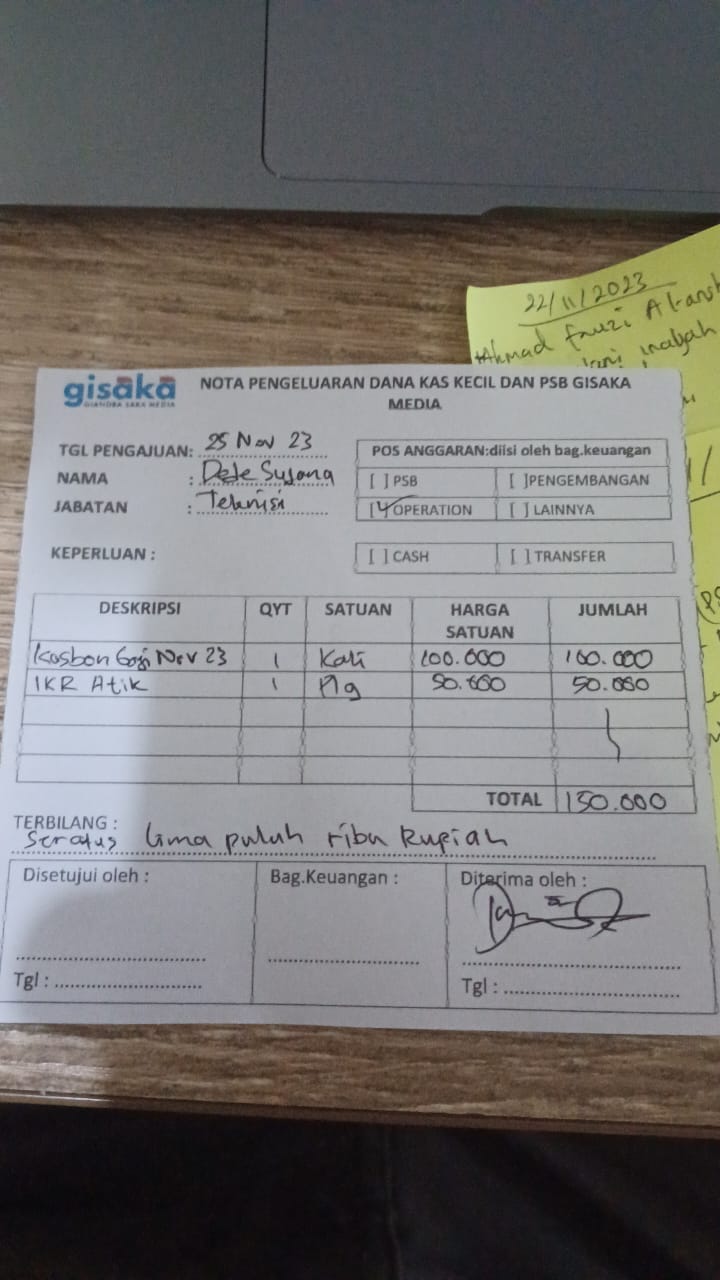 22/11/2023
Ahmad Fauzi Al-ansh
inabah
gisaka
GIANDRA SAKA MEDIA
NOTA PENGELUARAN DANA KAS KECIL DAN PSB GISAKA
MEDIA
TGL PENGAJUAN: 25 Nov 23
NAMA : Dede Suyana
JABATAN : Teknisi
POS ANGGARAN:diisi oleh bag.keuangan
[ ] PSB [ ]PENGEMBANGAN
[✓]OPERATION [ ] LAINNYA
KEPERLUAN :
[ ] CASH [ ] TRANSFER
DESKRIPSI QYT SATUAN HARGA SATUAN JUMLAH
Kasbon Gaji Nov 23 1 Kali 100.000 100.000
IKR Atik 1 Plg 50.000 50.000
TOTAL 150.000
TERBILANG :
Seratus lima puluh ribu Rupiah
Disetujui oleh : Bag.Keuangan : Diterima oleh :
Tgl : Tgl :